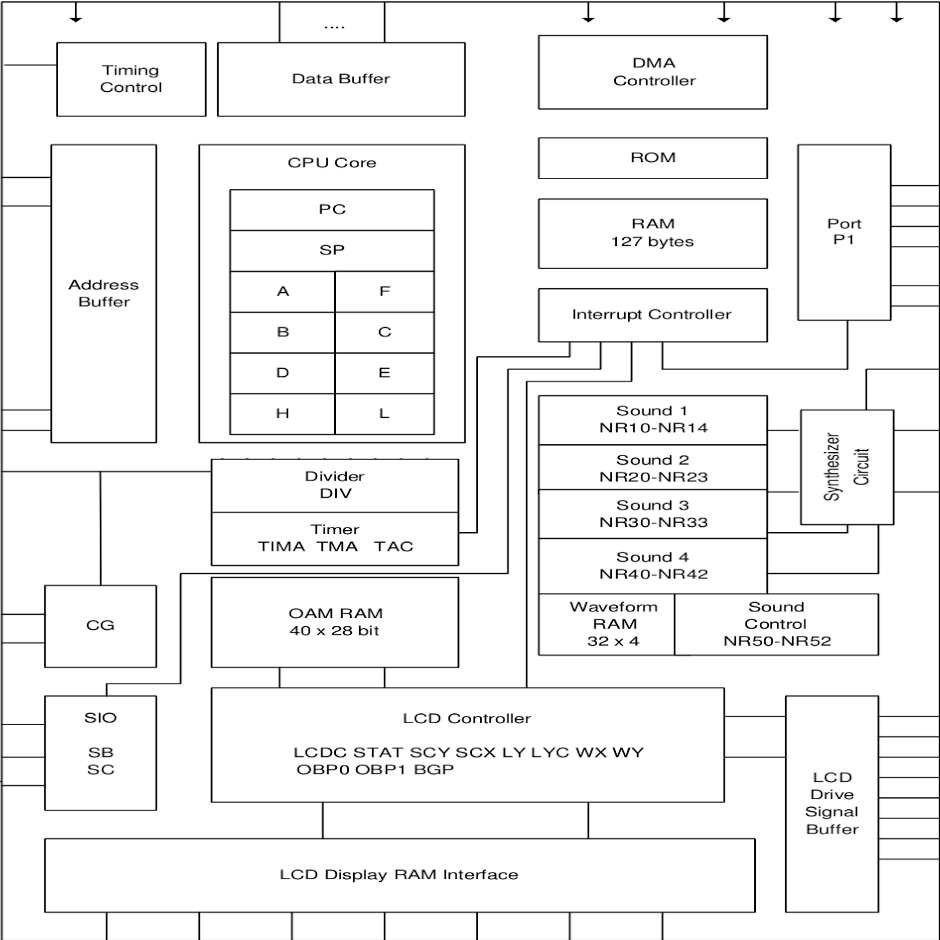 ....
Timing
Control
Data Buffer
DMA
Controller
CPU Core
ROM
PC
RAM
127 bytes
Port
P1
SP
Address
Buffer
A F
Interrupt Controller
B C
D E
H L
Sound 1
NR10-NR14
Sound 2
NR20-NR23
Sound 3
NR30-NR33
Sound 4
NR40-NR42
Synthesizer
Circuit
Divider
DIV
Timer
TIMA TMA TAC
Waveform
RAM
32 x 4
Sound
Control
NR50-NR52
OAM RAM
40 x 28 bit
CG
SIO
SB
SC
LCD Controller
LCDC STAT SCY SCX LY LYC WX WY
OBP0 OBP1 BGP
LCD
Drive
Signal
Buffer
LCD Display RAM Interface